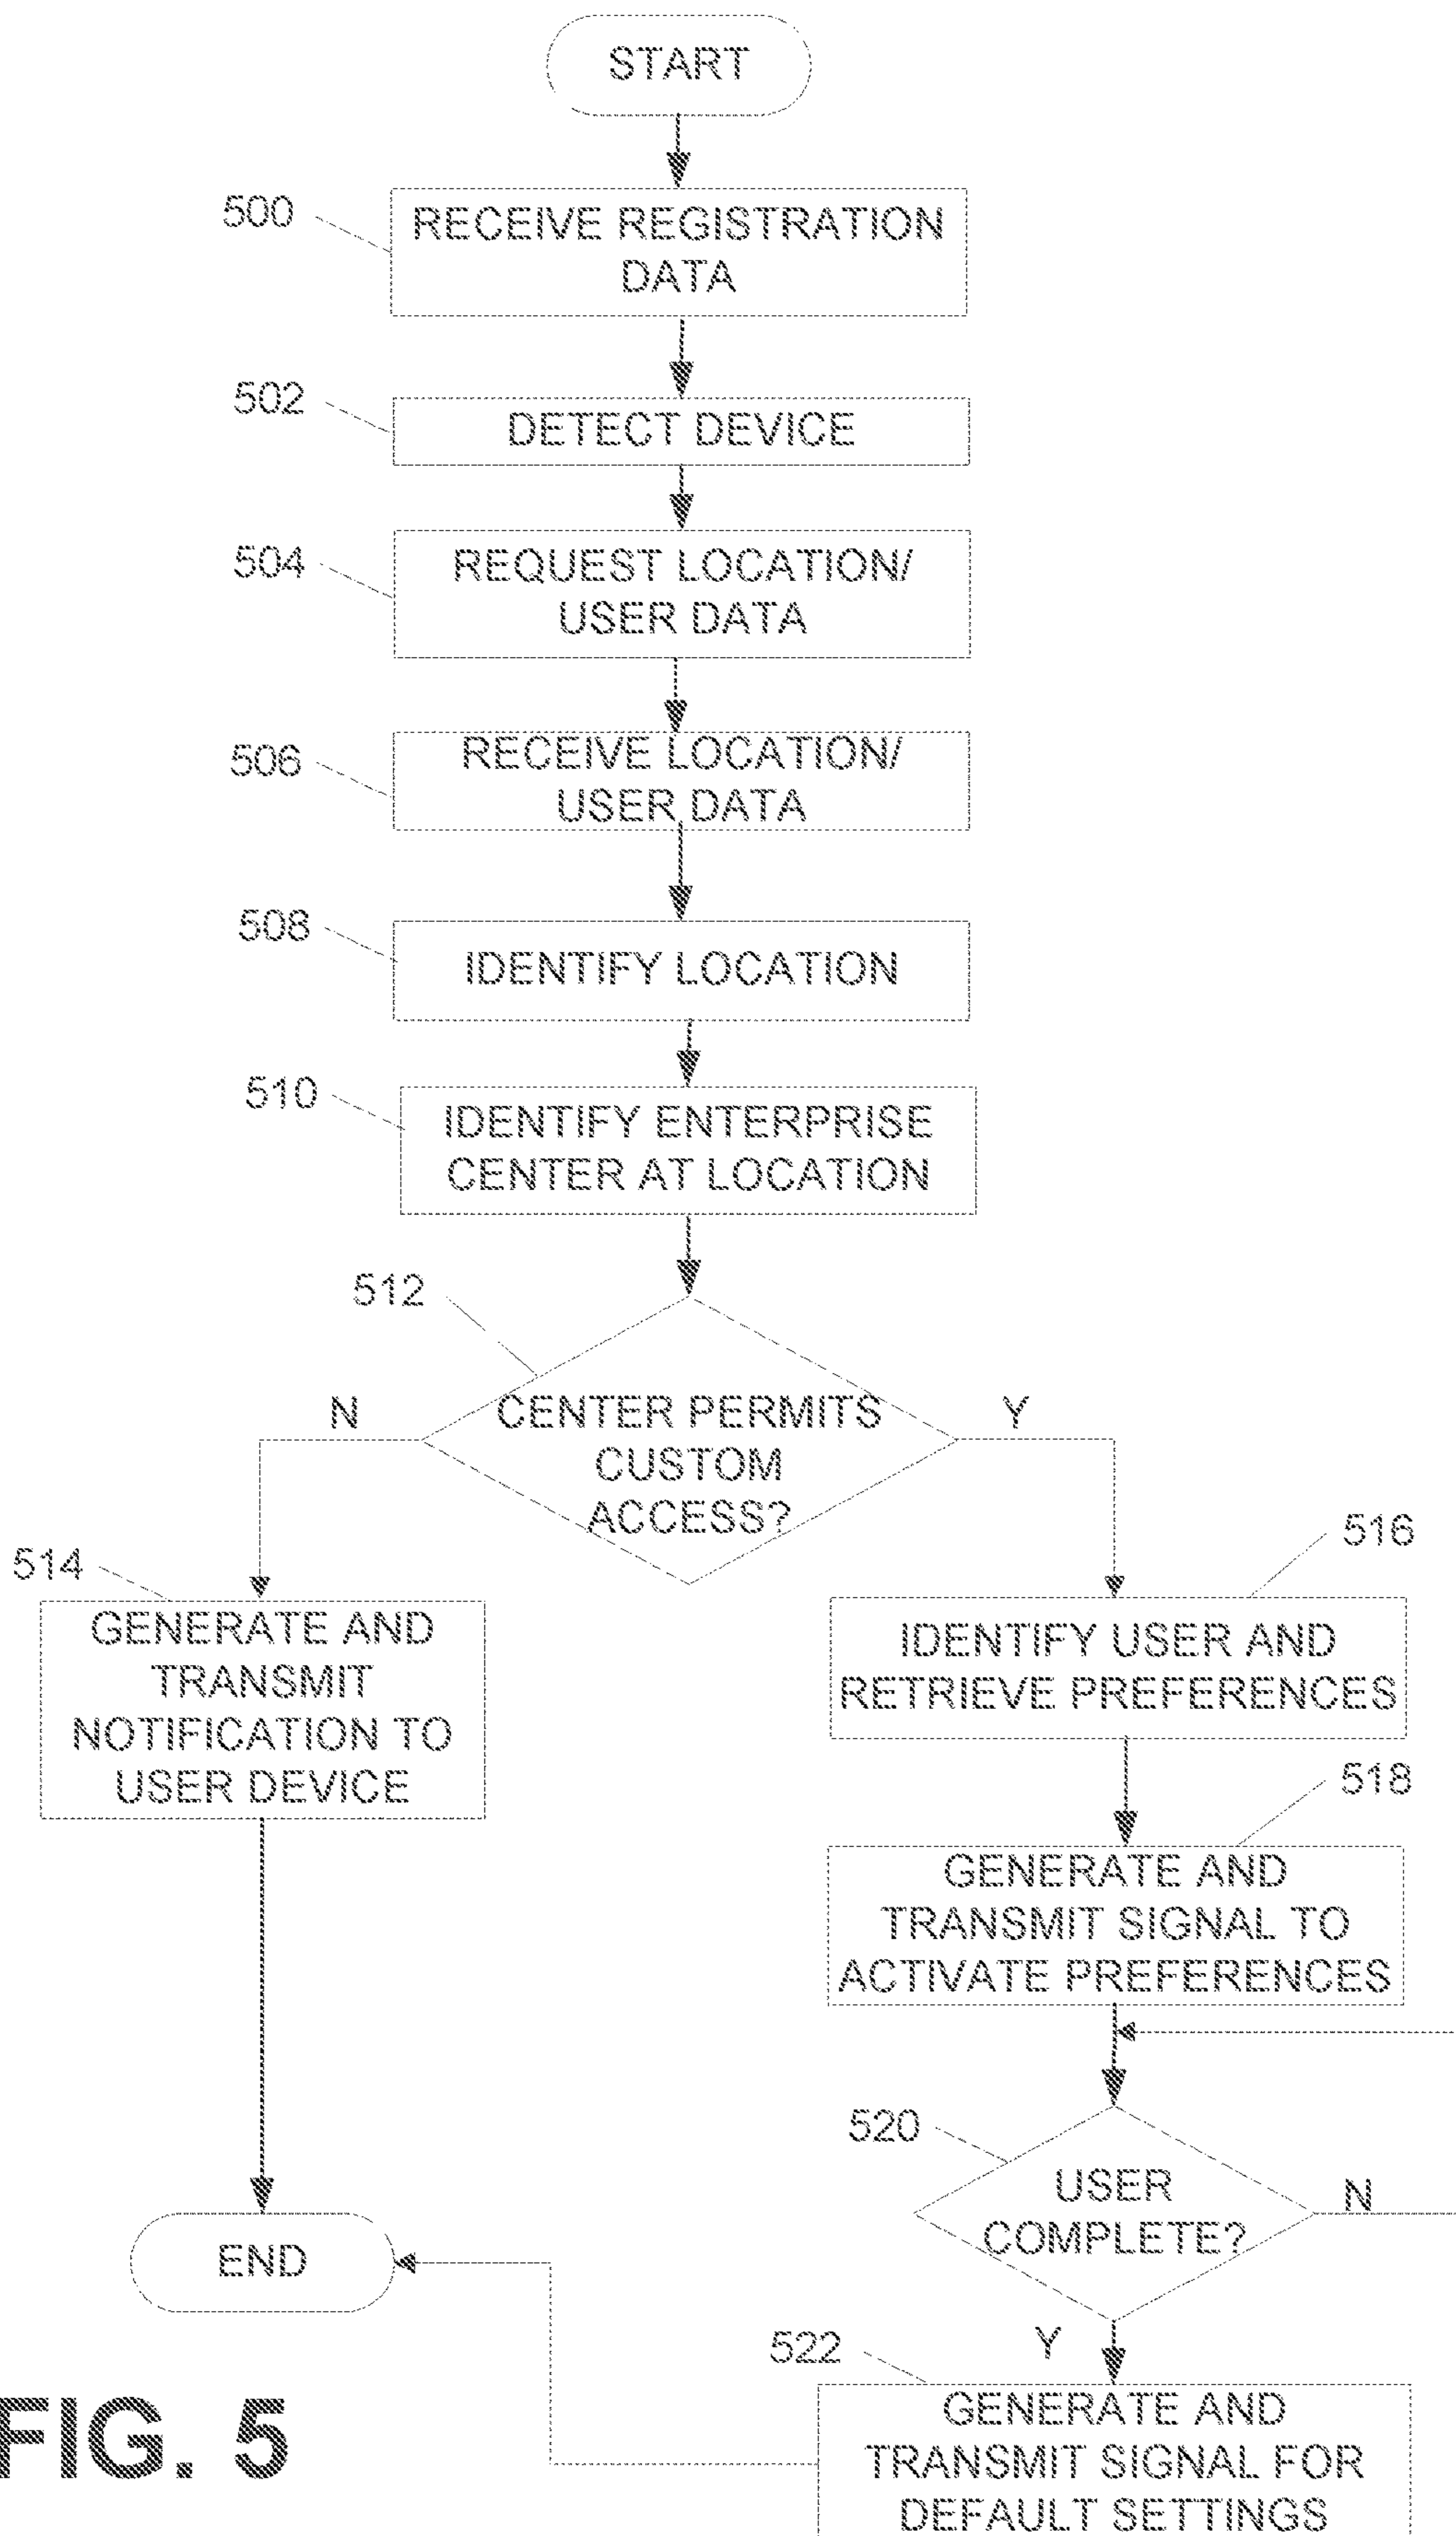 START
500
RECEIVE REGISTRATION
DATA
502
DETECT DEVICE
504
REQUEST LOCATION/
USER DATA
506
RECEIVE LOCATION/
USER DATA
508
IDENTIFY LOCATION
510
IDENTIFY ENTERPRISE
CENTER AT LOCATION
512
N
CENTER PERMITS
CUSTOM
ACCESS?
Y
514
GENERATE AND
TRANSMIT
NOTIFICATION TO
USER DEVICE
516
IDENTIFY USER AND
RETRIEVE PREFERENCES
518
GENERATE AND
TRANSMIT SIGNAL TO
ACTIVATE PREFERENCES
520
USER
COMPLETE?
N
END
Y
522
GENERATE AND
TRANSMIT SIGNAL FOR
DEFAULT SETTINGS
FIG. 5